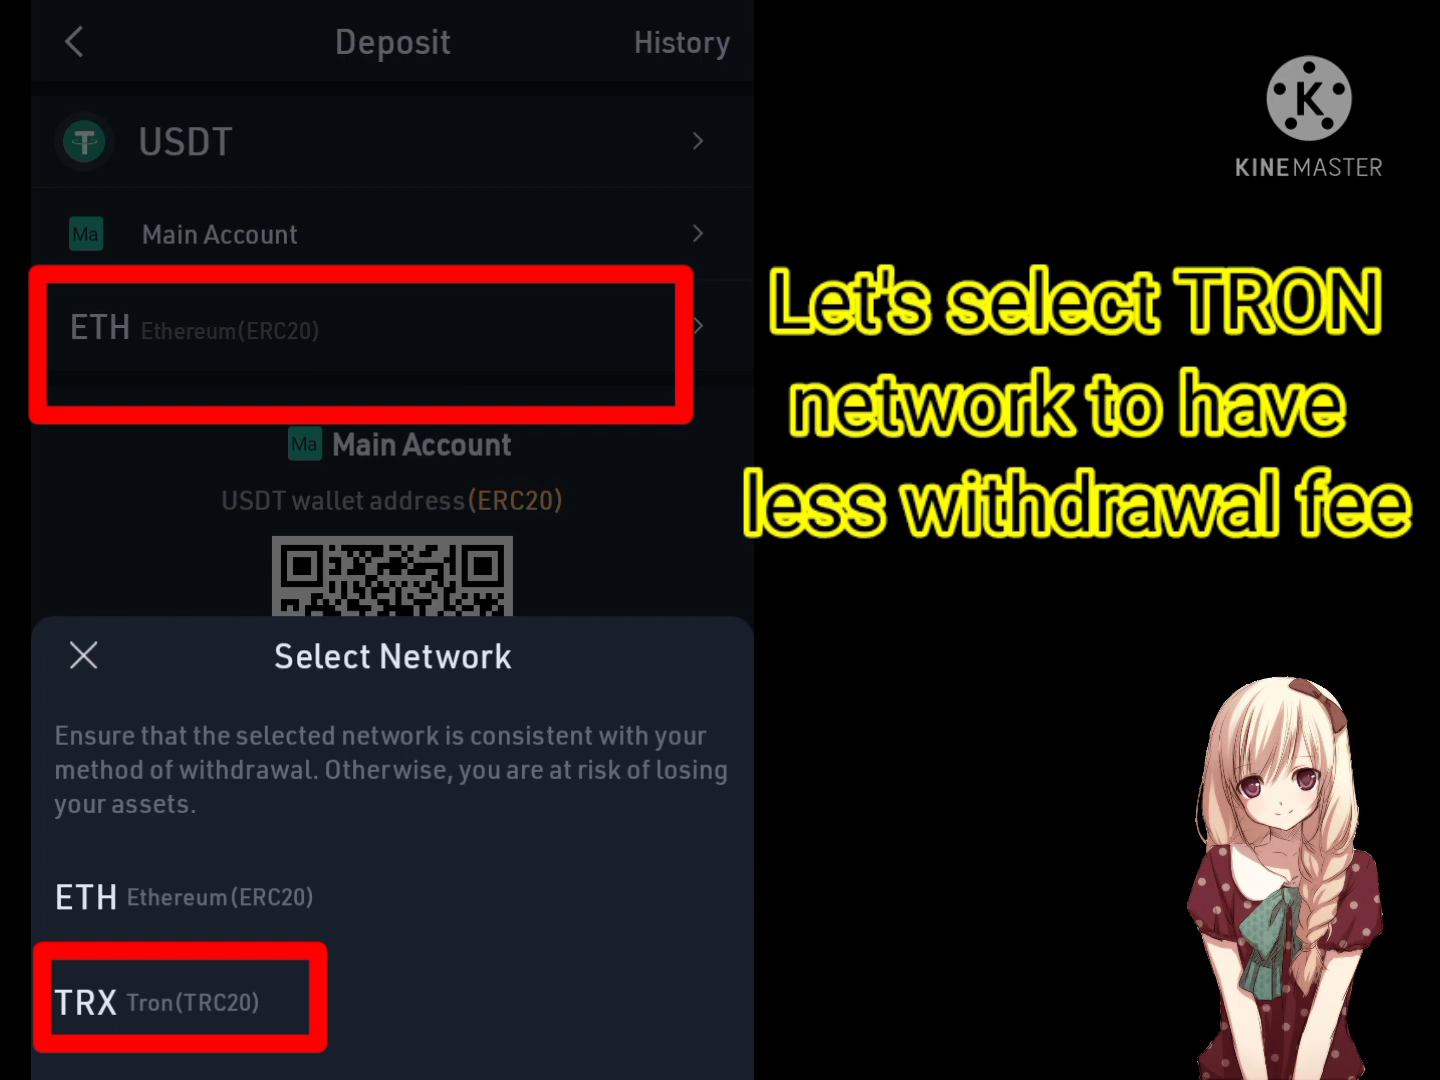 Deposit
History
USDT
Ma Main Account
ETH Ethereum(ERC20)
Ma Main Account
USDT wallet address(ERC20)
Select Network
Ensure that the selected network is consistent with your
method of withdrawal. Otherwise, you are at risk of losing
your assets.
ETH Ethereum(ERC20)
TRX Tron(TRC20)
K
KINEMASTER
Let's select TRON
network to have
less withdrawal fee